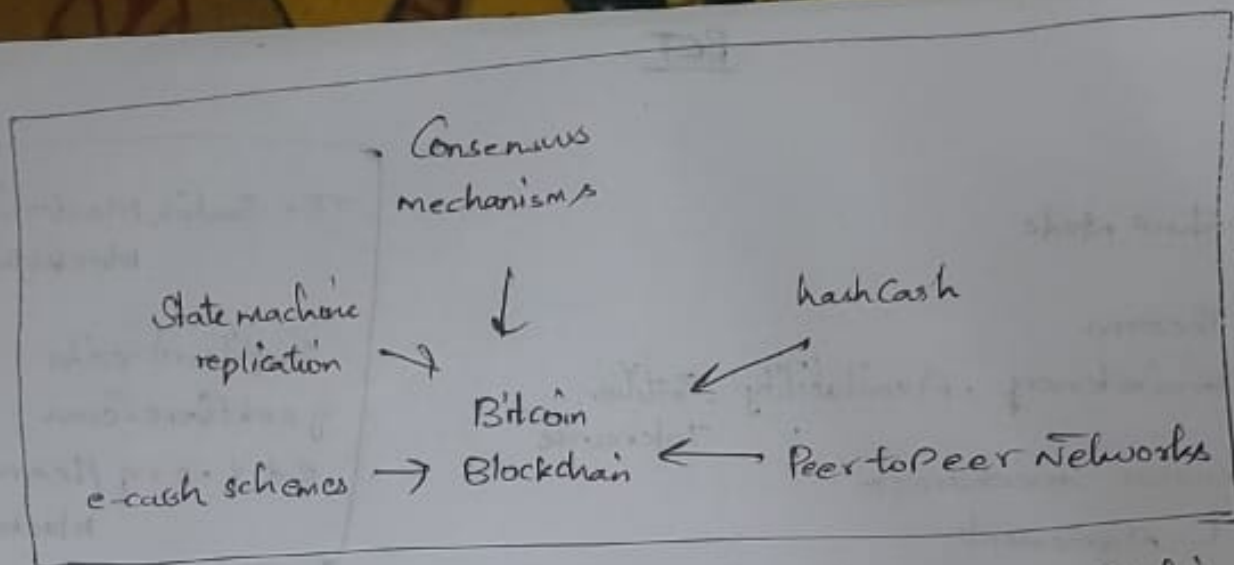 Consensus
mechanisms
State machine
replication
hashcash
Bitcoin
Blockchain
e-cash schemes
Peer to Peer Networks